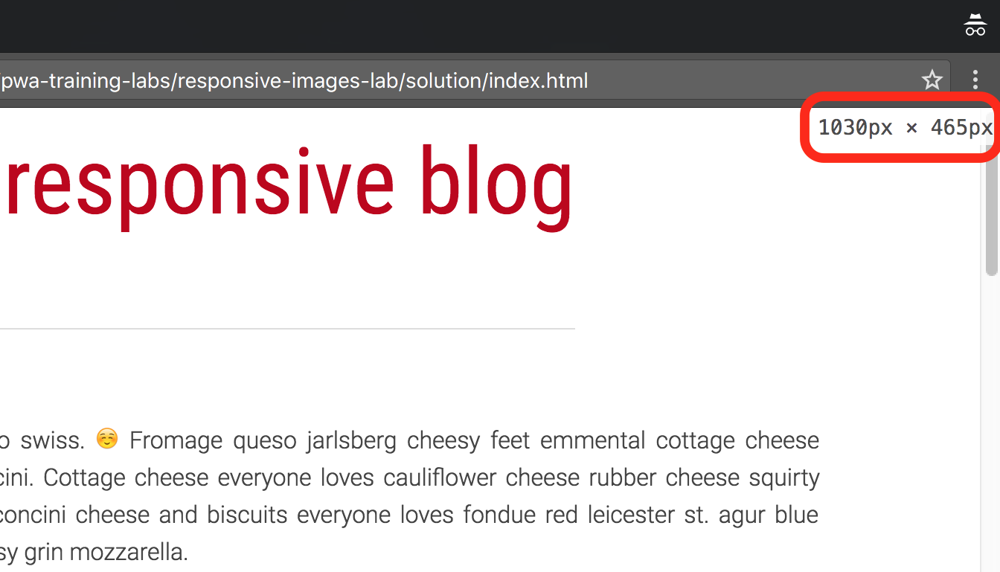 /pwa-training-labs/responsive-images-lab/solution/index.html
1030px × 465px
responsive blog
o swiss. ☺️ Fromage queso jarlsberg cheesy feet emmental cottage cheese
cini. Cottage cheese everyone loves cauliflower cheese rubber cheese squirty
concini cheese and biscuits everyone loves fondue red leicester st. agur blue
sy grin mozzarella.